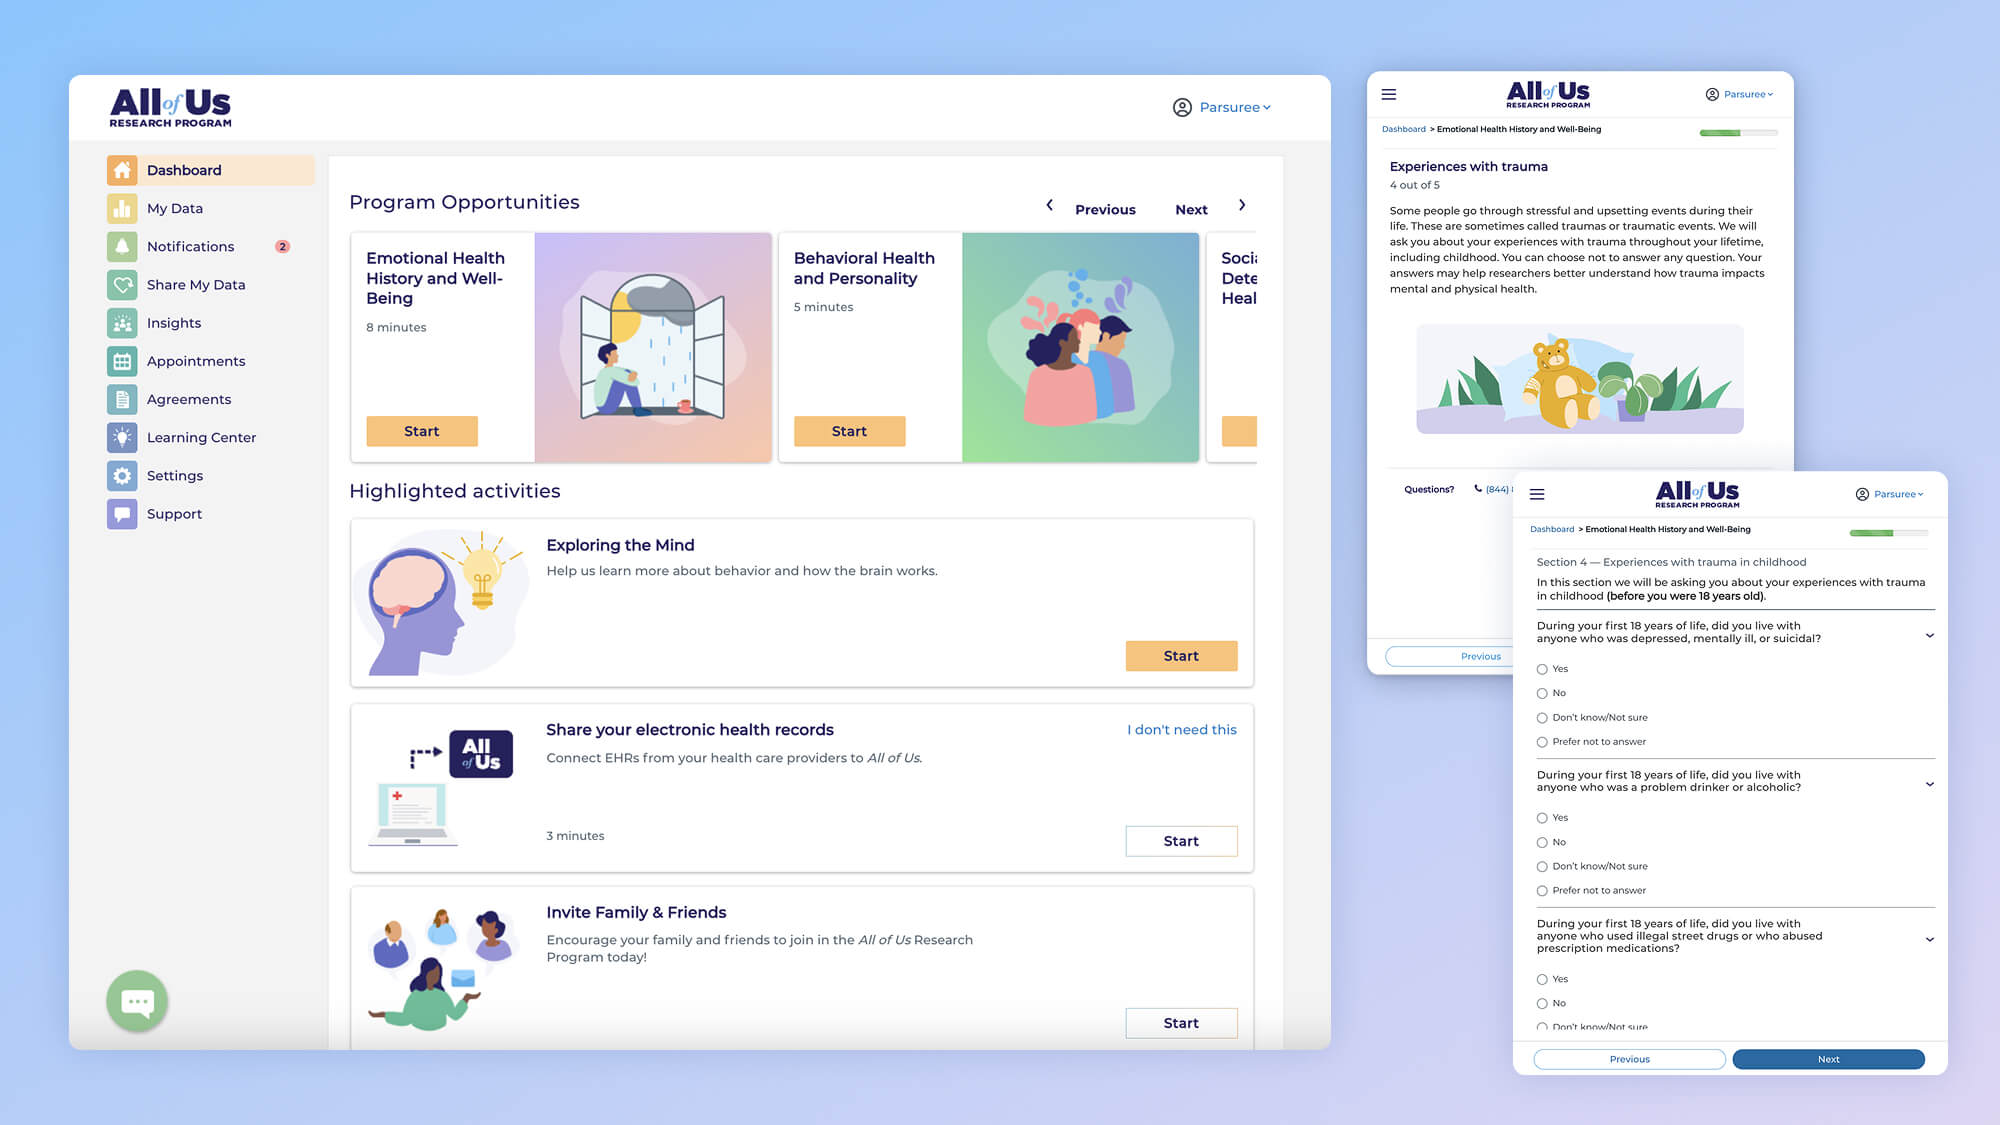 All of Us
RESEARCH PROGRAM
Parsuree
Dashboard
My Data
Notifications
2
Share My Data
Insights
Appointments
Agreements
Learning Center
Settings
Support
Program Opportunities
Previous
Next
Emotional Health
History and Well-
Being
8 minutes
Start
Behavioral Health
and Personality
5 minutes
Start
Highlighted activities
Exploring the Mind
Help us learn more about behavior and how the brain works.
Start
All
of Us
Share your electronic health records
I don't need this
Connect EHRs from your health care providers to All of Us.
3 minutes
Start
Invite Family & Friends
Encourage your family and friends to join in the All of Us Research
Program today!
Start
All of Us
RESEARCH PROGRAM
Parsuree
Dashboard > Emotional Health History and Well-Being
Experiences with trauma
4 out of 5
Some people go through stressful and upsetting events during their
life. These are sometimes called traumas or traumatic events. We will
ask you about your experiences with trauma throughout your lifetime,
including childhood. You can choose not to answer any question. Your
answers may help researchers better understand how trauma impacts
mental and physical health.
Questions? (844)
Previous
All of Us
RESEARCH PROGRAM
Parsuree
Dashboard > Emotional Health History and Well-Being
Section 4 — Experiences with trauma in childhood
In this section we will be asking you about your experiences with trauma
in childhood (before you were 18 years old).
During your first 18 years of life, did you live with
anyone who was depressed, mentally ill, or suicidal?
Yes
No
Don't know/Not sure
Prefer not to answer
During your first 18 years of life, did you live with
anyone who was a problem drinker or alcoholic?
Yes
No
Don't know/Not sure
Prefer not to answer
During your first 18 years of life, did you live with
anyone who used illegal street drugs or who abused
prescription medications?
Yes
No
Don't know/Not sure
Previous
Next